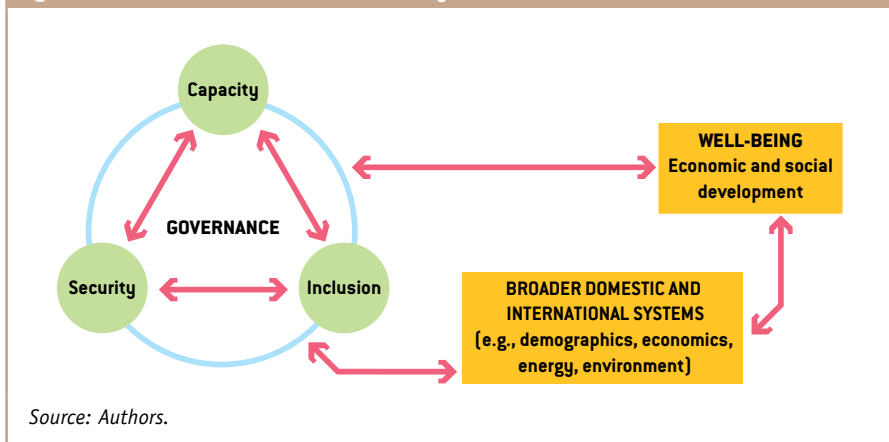 Capacity
WELL-BEING
Economic and social
development
GOVERNANCE
Security
Inclusion
BROADER DOMESTIC AND
INTERNATIONAL SYSTEMS
(e.g., demographics, economics,
energy, environment)
Source: Authors.